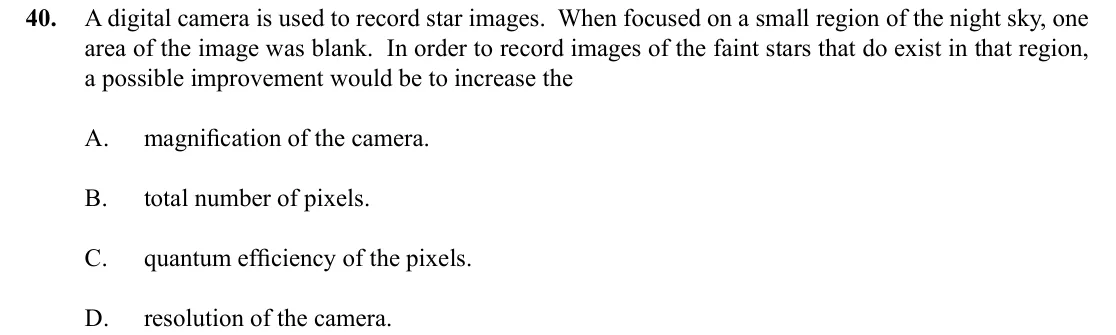 40. A digital camera is used to record star images. When focused on a small region of the night sky, one
area of the image was blank. In order to record images of the faint stars that do exist in that region,
a possible improvement would be to increase the
A. magnification of the camera.
B. total number of pixels.
C. quantum efficiency of the pixels.
D. resolution of the camera.